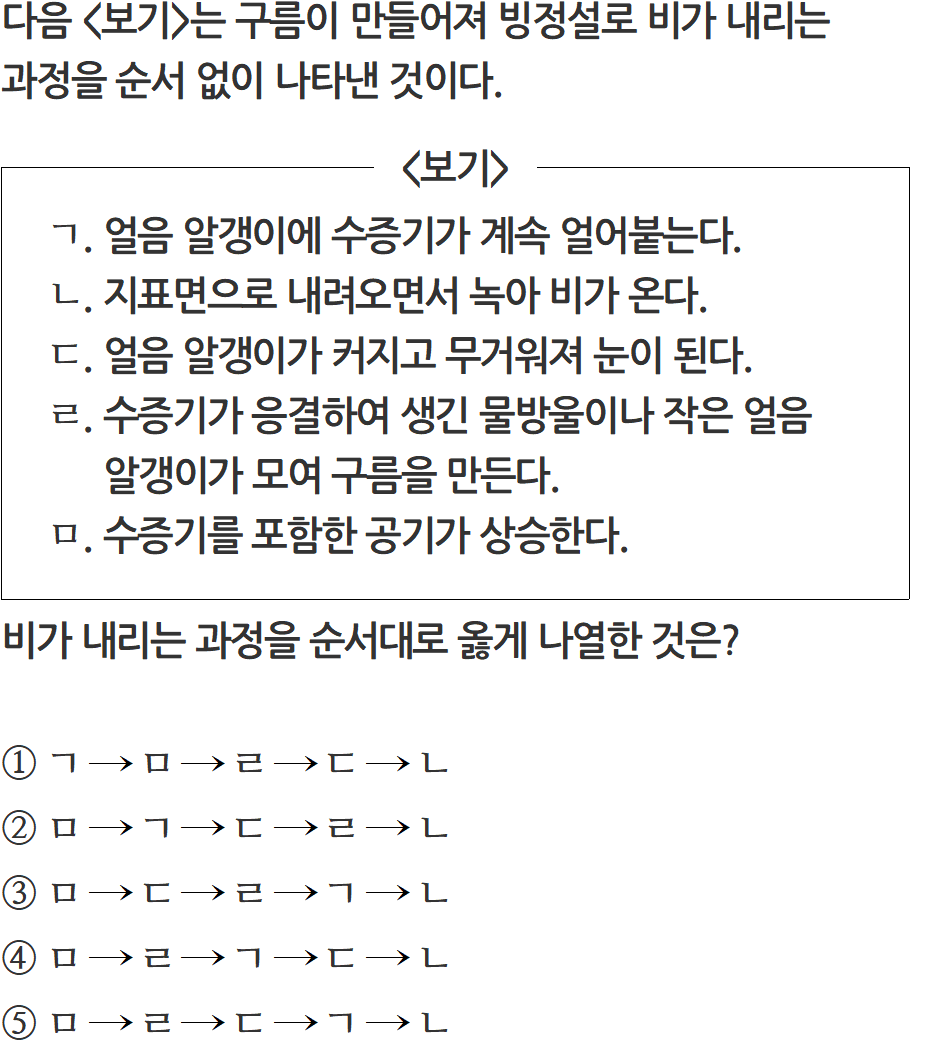 다음 <보기>는 구름이 만들어져 빙정설로 비가 내리는
과정을 순서 없이 나타낸 것이다.
<보기>
ㄱ. 얼음 알갱이에 수증기가 계속 얼어붙는다.
ㄴ. 지표면으로 내려오면서 녹아 비가 온다.
ㄷ. 얼음 알갱이가 커지고 무거워져 눈이 된다.
ㄹ. 수증기가 응결하여 생긴 물방울이나 작은 얼음
알갱이가 모여 구름을 만든다.
ㅁ. 수증기를 포함한 공기가 상승한다.
비가 내리는 과정을 순서대로 옳게 나열한 것은?
① ㄱ → ㅁ → ㄹ → ㄷ → ㄴ
② ㅁ → ㄱ → ㄷ → ㄹ → ㄴ
③ ㅁ → ㄷ → ㄹ → ㄱ → ㄴ
④ ㅁ → ㄹ → ㄱ → ㄷ → ㄴ
⑤ ㅁ → ㄹ → ㄷ → ㄱ → ㄴ